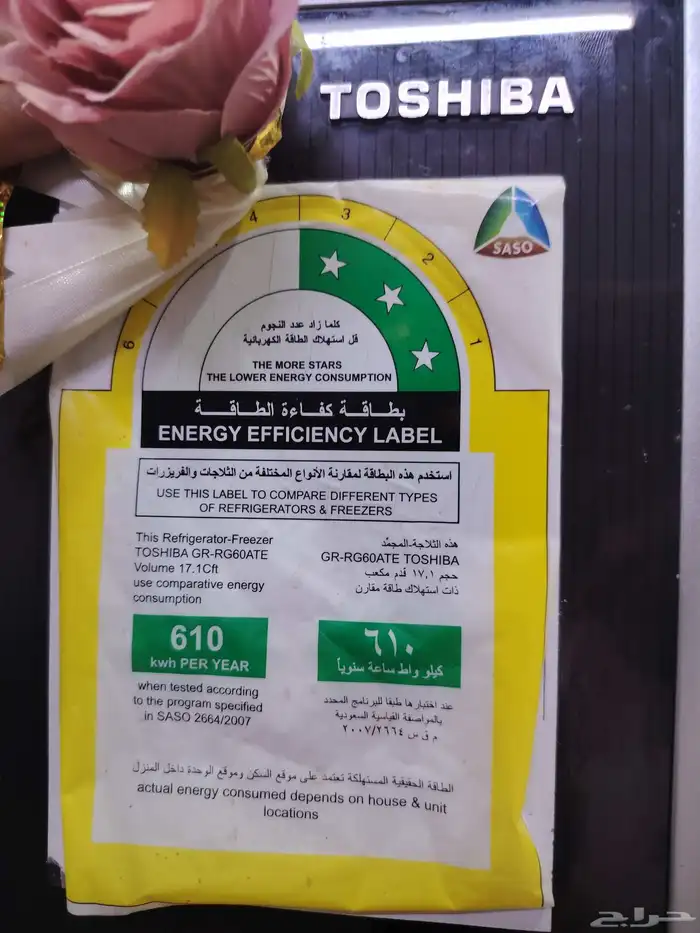 TOSHIBA
SASO
4
3
2
1
6
كلما زاد عدد النجوم
قل استهلاك الطاقة الكهربائية
THE MORE STARS
THE LOWER ENERGY CONSUMPTION
بطاقة كفاءة الطاقة
ENERGY EFFICIENCY LABEL
استخدم هذه البطاقة لمقارنة الأنواع المختلفة من الثلاجات والفريزرات
USE THIS LABEL TO COMPARE DIFFERENT TYPES
OF REFRIGERATORS & FREEZERS
This Refrigerator-Freezer
TOSHIBA GR-RG60ATE
Volume 17.1Cft
use comparative energy
consumption
هذه الثلاجة-المجمّد
GR-RG60ATE TOSHIBA
حجم ١٧.١ قدم مكعب
ذات استهلاك طاقة مقارن
610
kwh PER YEAR
٦١٠
كيلو واط ساعة سنوياً
when tested according
to the program specified
in SASO 2664/2007
عند اختبارها طبقا للبرنامج المحدد
بالمواصفة القياسية السعودية
م ق س ٢٠٠٧/٢٦٦٤
الطاقة الحقيقية المستهلكة تعتمد على موقع السكن وموقع الوحدة داخل المنزل
actual energy consumed depends on house & unit
locations
حراج